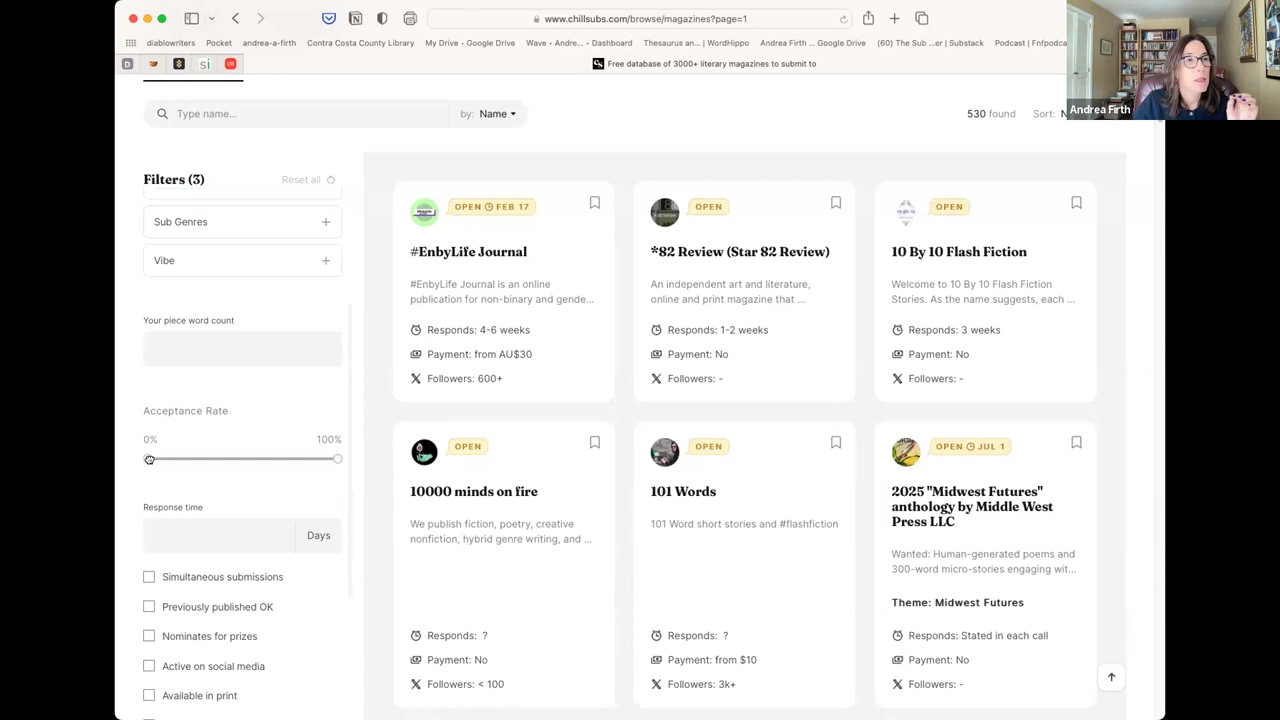 www.chillsubs.com/browse/magazines?page=1
diablowriters Pocket andrea-a-firth Contra Costa County Library My Drive - Google Drive Wave • Andre... • Dashboard Thesaurus an... | WordHippo Andrea Firth ... Google Drive (60) The Sub ...er | Substack Podcast | Fnfpodca
D si Free database of 3000+ literary magazines to submit to
Andrea Firth
Type name... by: Name
530 found Sort: N
Filters (3) Reset all
Sub Genres +
Vibe +
Your piece word count
Acceptance Rate
0% 100%
Response time
Days
Simultaneous submissions
Previously published OK
Nominates for prizes
Active on social media
Available in print
OPEN FEB 17
#EnbyLife Journal
#EnbyLife Journal is an online
publication for non-binary and gende...
Responds: 4-6 weeks
Payment: from AU$30
Followers: 600+
OPEN
*82 Review (Star 82 Review)
An independent art and literature,
online and print magazine that ...
Responds: 1-2 weeks
Payment: No
Followers: -
OPEN
10 By 10 Flash Fiction
Welcome to 10 By 10 Flash Fiction
Stories. As the name suggests, each ...
Responds: 3 weeks
Payment: No
Followers: -
OPEN
10000 minds on fire
We publish fiction, poetry, creative
nonfiction, hybrid genre writing, and ...
Responds: ?
Payment: No
Followers: < 100
OPEN
101 Words
101 Word short stories and #flashfiction
Responds: ?
Payment: from $10
Followers: 3k+
OPEN JUL 1
2025 "Midwest Futures"
anthology by Middle West
Press LLC
Wanted: Human-generated poems and
300-word micro-stories engaging wit...
Theme: Midwest Futures
Responds: Stated in each call
Payment: No
Followers: -